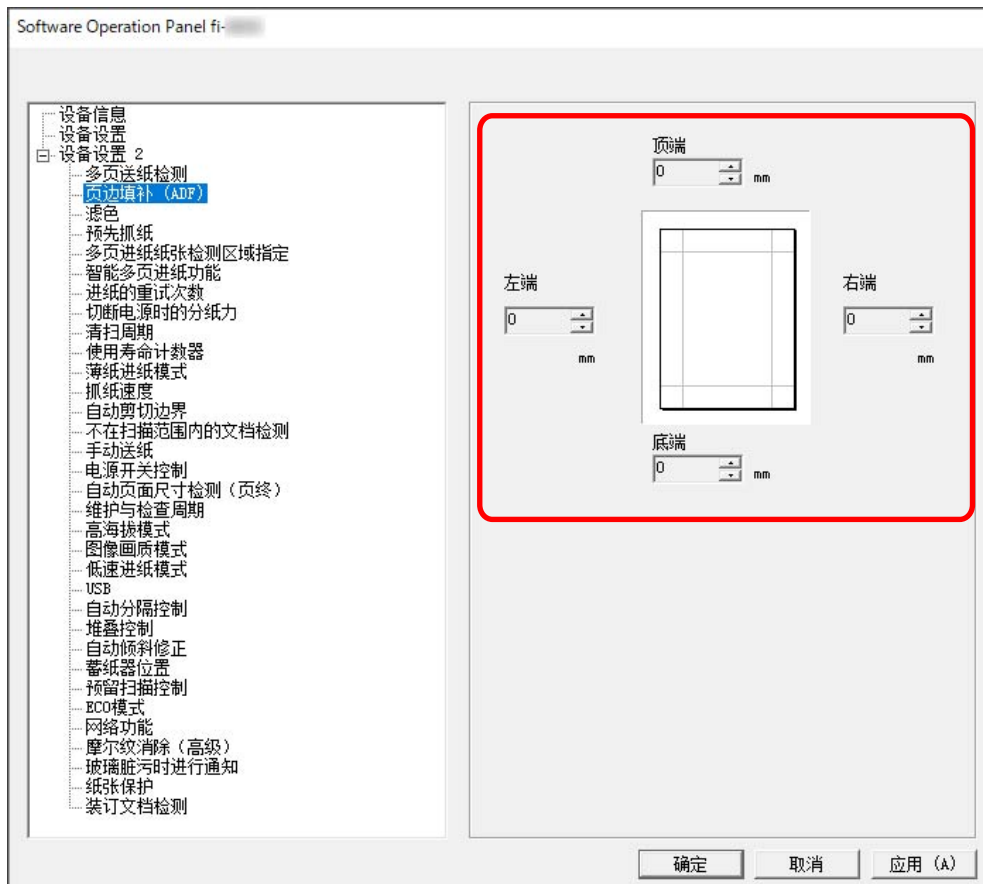 Software Operation Panel fi-
设备信息
设备设置
设备设置 2
多页送纸检测
页边填补 (ADF)
滤色
预先抓纸
多页进纸纸张检测区域指定
智能多页进纸功能
进纸的重试次数
切断电源时的分纸力
清扫周期
使用寿命计数器
薄纸进纸模式
抓纸速度
自动剪切边界
不在扫描范围内的文档检测
手动送纸
电源开关控制
自动页面尺寸检测（页终）
维护与检查周期
高海拔模式
图像画质模式
低速进纸模式
USB
自动分隔控制
堆叠控制
自动倾斜修正
蓄纸器位置
预留扫描控制
ECO模式
网络功能
摩尔纹消除（高级）
玻璃脏污时进行通知
纸张保护
装订文档检测
顶端
0 mm
左端
0
mm
右端
0
mm
底端
0 mm
确定
取消
应用 (A)